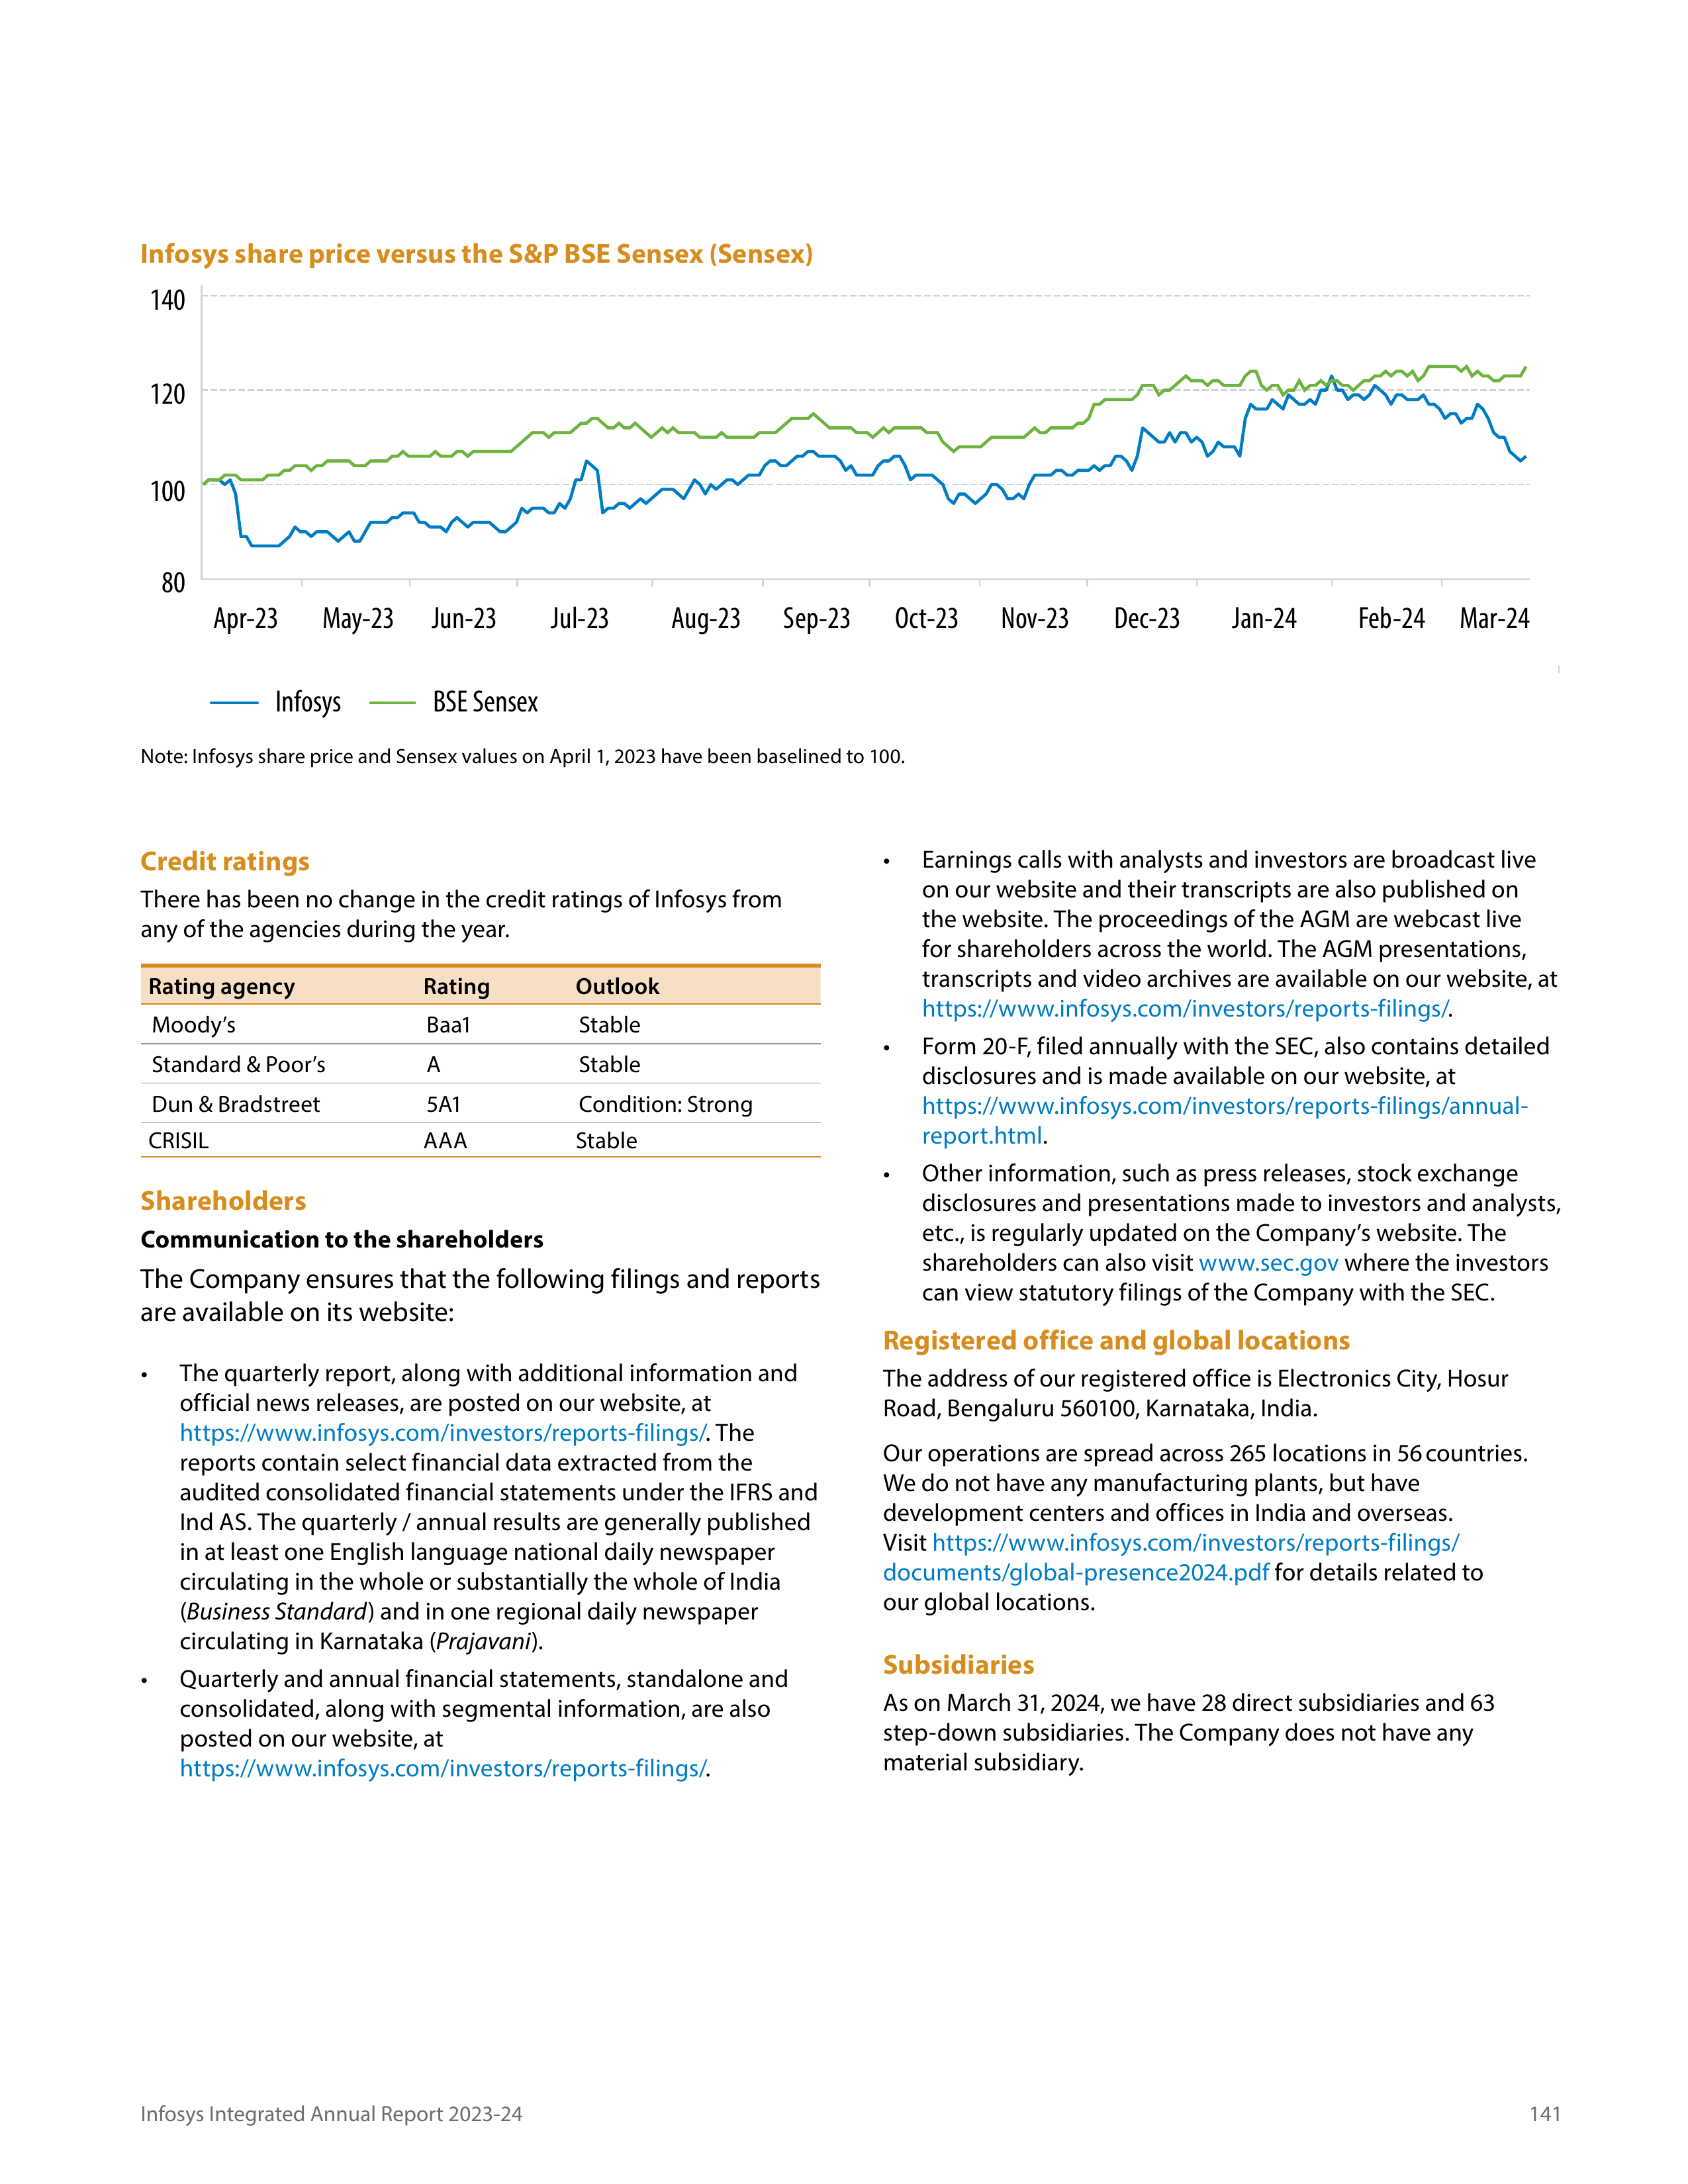 Infosys share price versus the S&P BSE Sensex (Sensex)
140
120
100
80
Apr-23 May-23 Jun-23 Jul-23 Aug-23 Sep-23 Oct-23 Nov-23 Dec-23 Jan-24 Feb-24 Mar-24
Infosys BSE Sensex
Note: Infosys share price and Sensex values on April 1, 2023 have been baselined to 100.
Credit ratings
There has been no change in the credit ratings of Infosys from
any of the agencies during the year.
Rating agency Rating Outlook
Moody’s Baa1 Stable
Standard & Poor’s A Stable
Dun & Bradstreet 5A1 Condition: Strong
CRISIL AAA Stable
Shareholders
Communication to the shareholders
The Company ensures that the following filings and reports
are available on its website:
• The quarterly report, along with additional information and
official news releases, are posted on our website, at
https://www.infosys.com/investors/reports-filings/. The
reports contain select financial data extracted from the
audited consolidated financial statements under the IFRS and
Ind AS. The quarterly / annual results are generally published
in at least one English language national daily newspaper
circulating in the whole or substantially the whole of India
(Business Standard) and in one regional daily newspaper
circulating in Karnataka (Prajavani).
• Quarterly and annual financial statements, standalone and
consolidated, along with segmental information, are also
posted on our website, at
https://www.infosys.com/investors/reports-filings/.
• Earnings calls with analysts and investors are broadcast live
on our website and their transcripts are also published on
the website. The proceedings of the AGM are webcast live
for shareholders across the world. The AGM presentations,
transcripts and video archives are available on our website, at
https://www.infosys.com/investors/reports-filings/.
• Form 20-F, filed annually with the SEC, also contains detailed
disclosures and is made available on our website, at
https://www.infosys.com/investors/reports-filings/annual-
report.html.
• Other information, such as press releases, stock exchange
disclosures and presentations made to investors and analysts,
etc., is regularly updated on the Company’s website. The
shareholders can also visit www.sec.gov where the investors
can view statutory filings of the Company with the SEC.
Registered office and global locations
The address of our registered office is Electronics City, Hosur
Road, Bengaluru 560100, Karnataka, India.
Our operations are spread across 265 locations in 56 countries.
We do not have any manufacturing plants, but have
development centers and offices in India and overseas.
Visit https://www.infosys.com/investors/reports-filings/
documents/global-presence2024.pdf for details related to
our global locations.
Subsidiaries
As on March 31, 2024, we have 28 direct subsidiaries and 63
step-down subsidiaries. The Company does not have any
material subsidiary.
Infosys Integrated Annual Report 2023-24 141